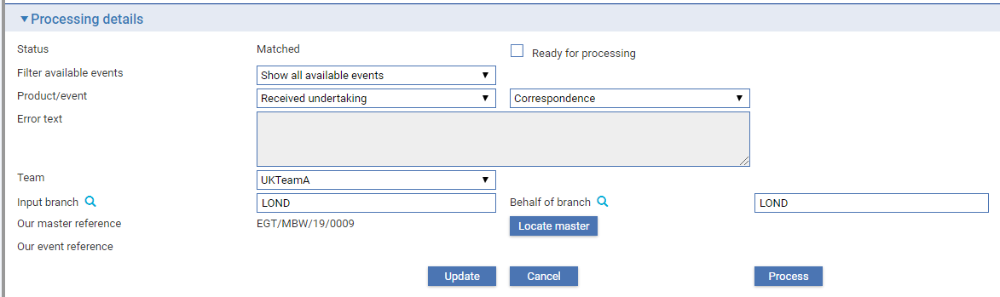 Processing details
Status Matched Ready for processing
Filter available events Show all available events
Product/event Received undertaking Correspondence
Error text
Team UKTeamA
Input branch LOND Behalf of branch LOND
Our master reference EGT/MBW/19/0009 Locate master
Our event reference
Update Cancel Process